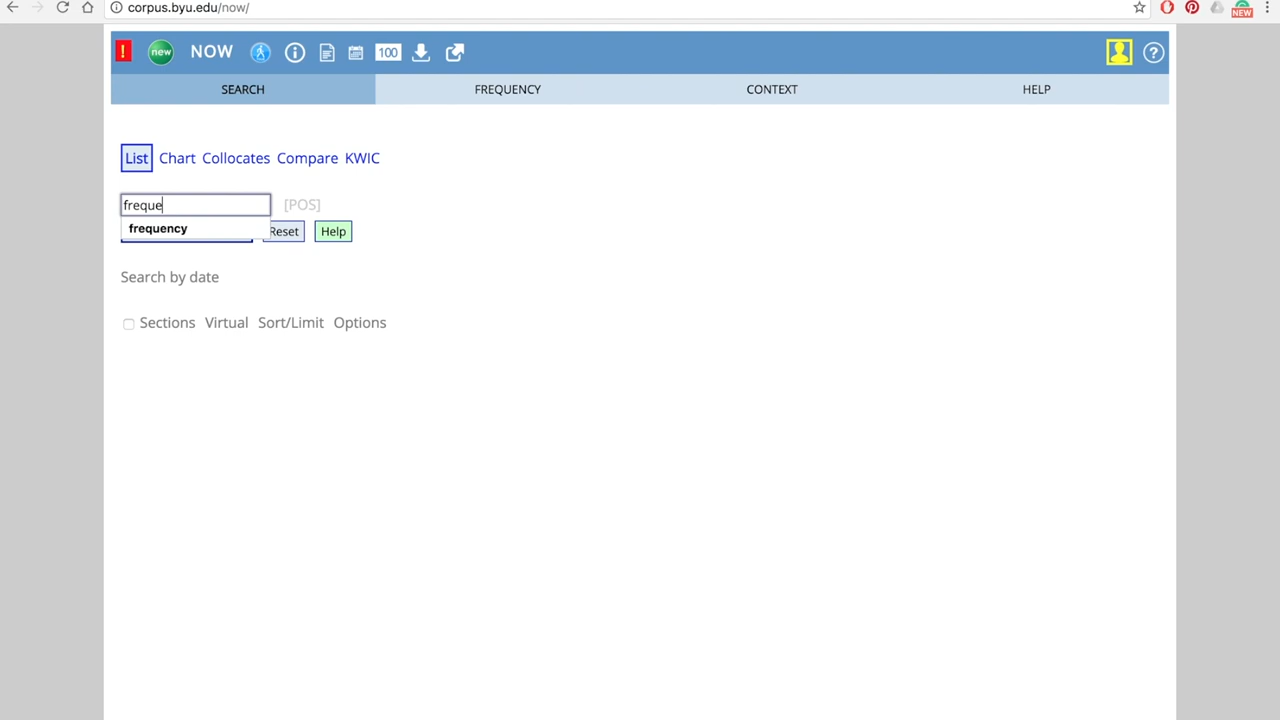 corpus.byu.edu/now/
NEW
! new NOW 100 ?
SEARCH FREQUENCY CONTEXT HELP
List Chart Collocates Compare KWIC
freque [POS]
frequency
Reset Help
Search by date
Sections Virtual Sort/Limit Options